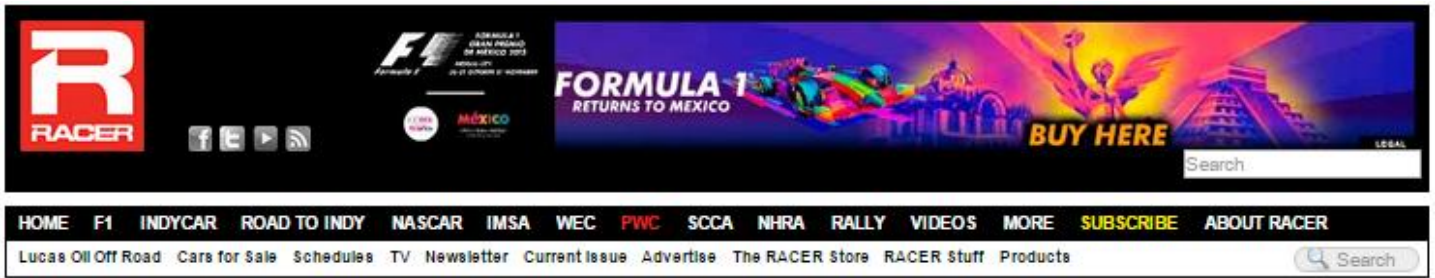 RACER
Formula 1
FORMULA 1
GRAN PREMIO
DE MÉXICO 2015
MÉXICO
FORMULA 1
RETURNS TO MEXICO
BUY HERE
LEGAL
Search
HOME F1 INDYCAR ROAD TO INDY NASCAR IMSA WEC PWC SCCA NHRA RALLY VIDEOS MORE SUBSCRIBE ABOUT RACER
Lucas Oil Off Road Cars for Sale Schedules TV Newsletter Current Issue Advertise The RACER Store RACER Stuff Products
Search